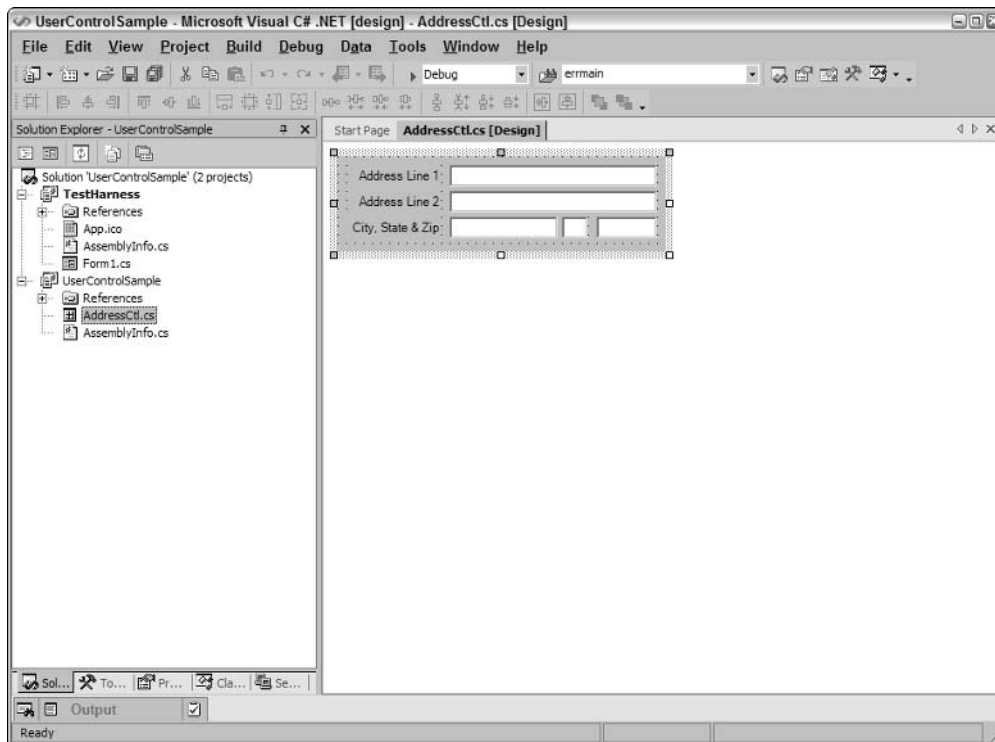 UserControlSample - Microsoft Visual C# .NET [design] - AddressCtl.cs [Design]
File Edit View Project Build Debug Data Tools Window Help
Debug errmain
Solution Explorer - UserControlSample
Start Page AddressCtl.cs [Design]
Solution 'UserControlSample' (2 projects)
TestHarness
References
App.ico
AssemblyInfo.cs
Form1.cs
UserControlSample
References
AddressCtl.cs
AssemblyInfo.cs
Address Line 1
Address Line 2
City, State & Zip
Sol... To... Pr... Cla... Se...
Output
Ready